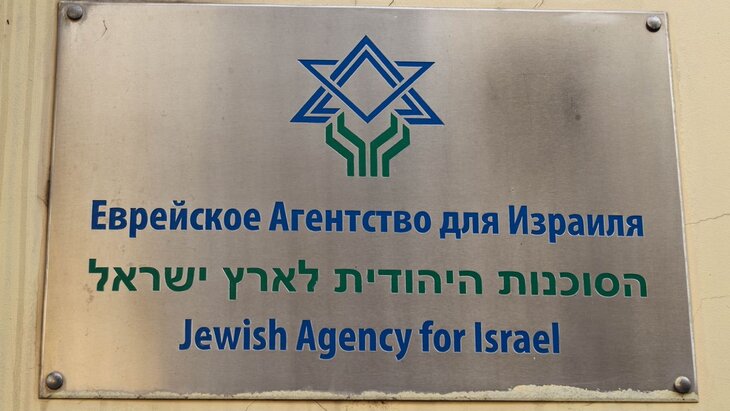 Еврейское Агентство для Израиля
הסוכנות היהודית לארץ ישראל
Jewish Agency for Israel